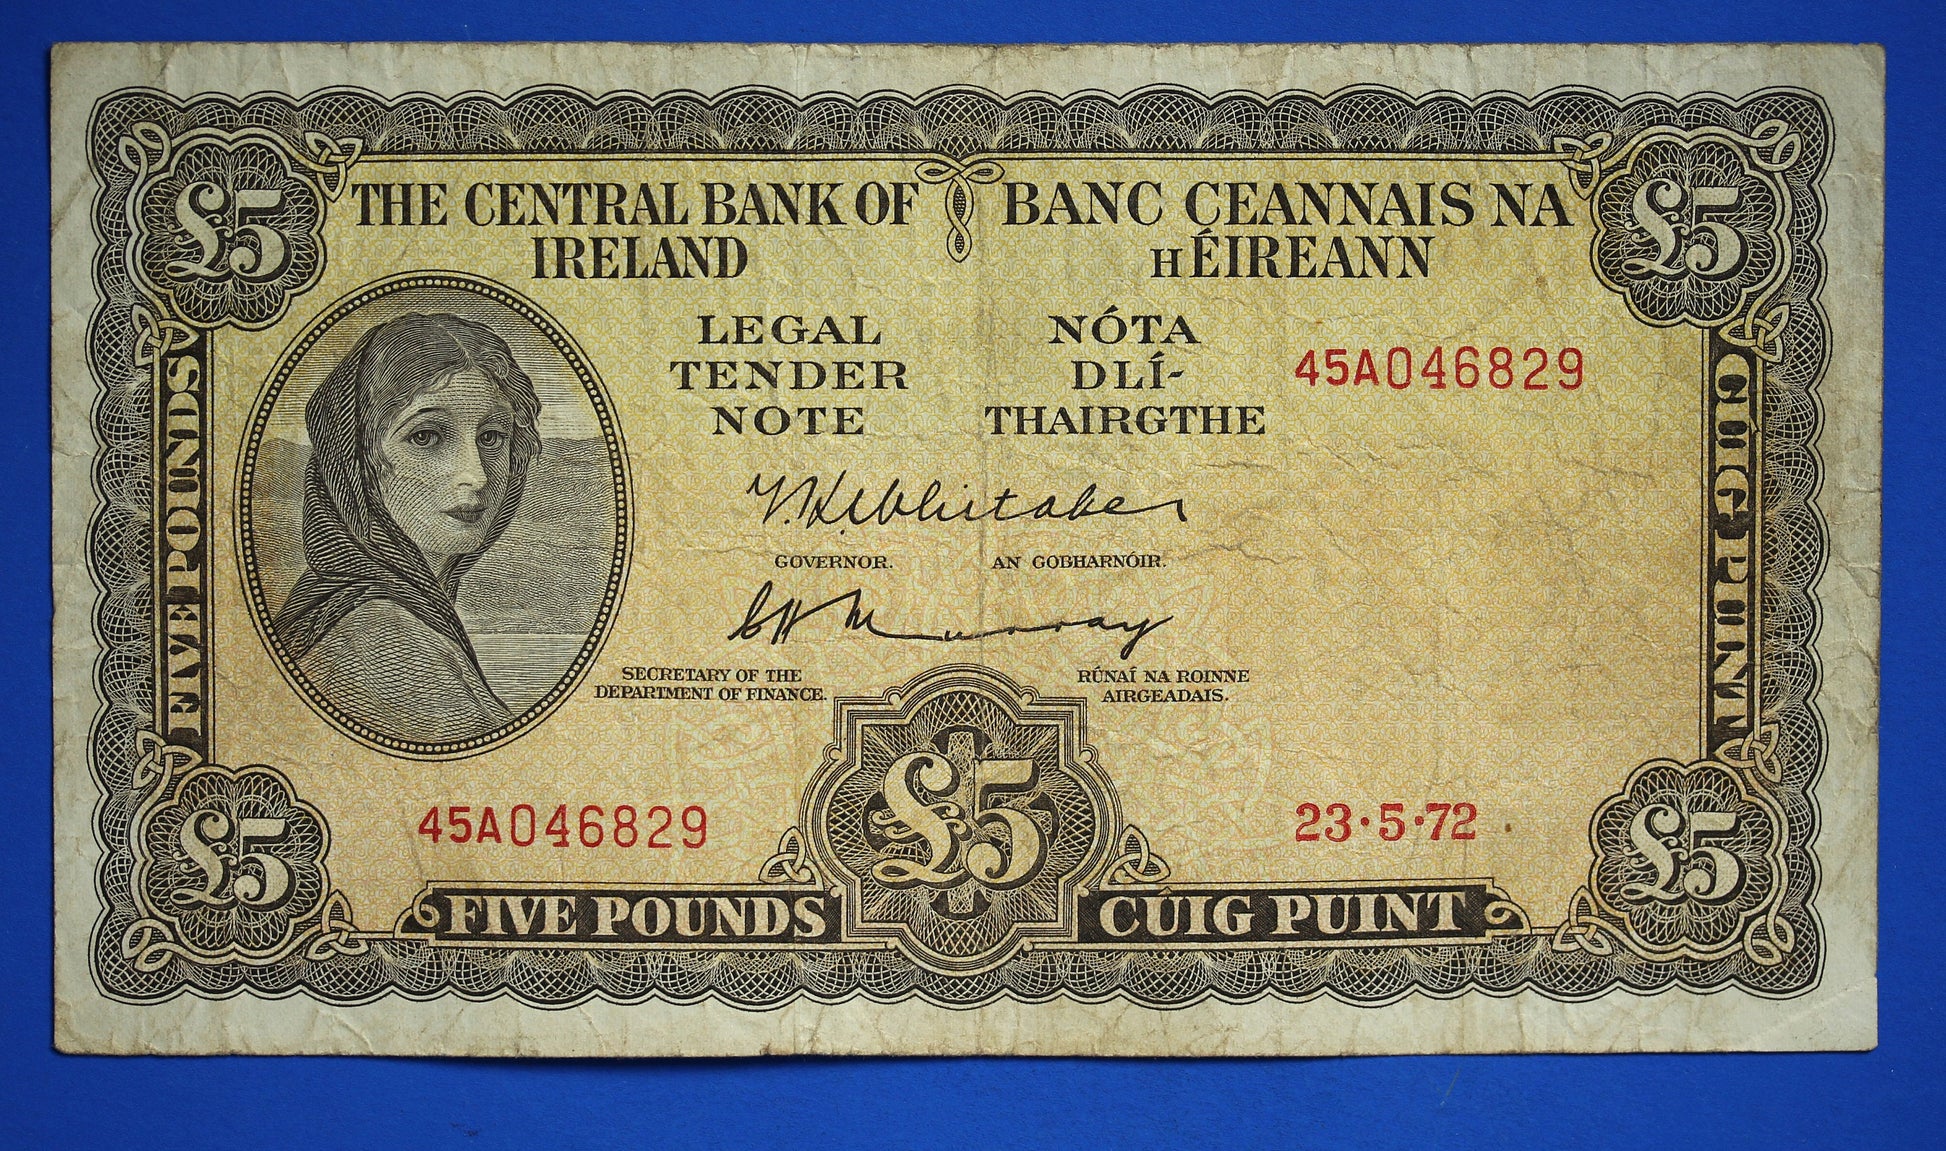 £5
THE CENTRAL BANK OF
IRELAND
BANC CEANNAIS NA
hÉIREANN
£5
LEGAL
TENDER
NOTE
NÓTA
DLÍ-
THAIRGTHE
45A046829
FIVE POUNDS
CÚIG PUINT
T.K. Whitaker
GOVERNOR.
AN GOBHARNÓIR.
C H Murray
SECRETARY OF THE
DEPARTMENT OF FINANCE.
RÚNAÍ NA ROINNE
AIRGEADAIS.
45A046829
£5
23·5·72
£5
FIVE POUNDS
CÚIG PUINT
£5